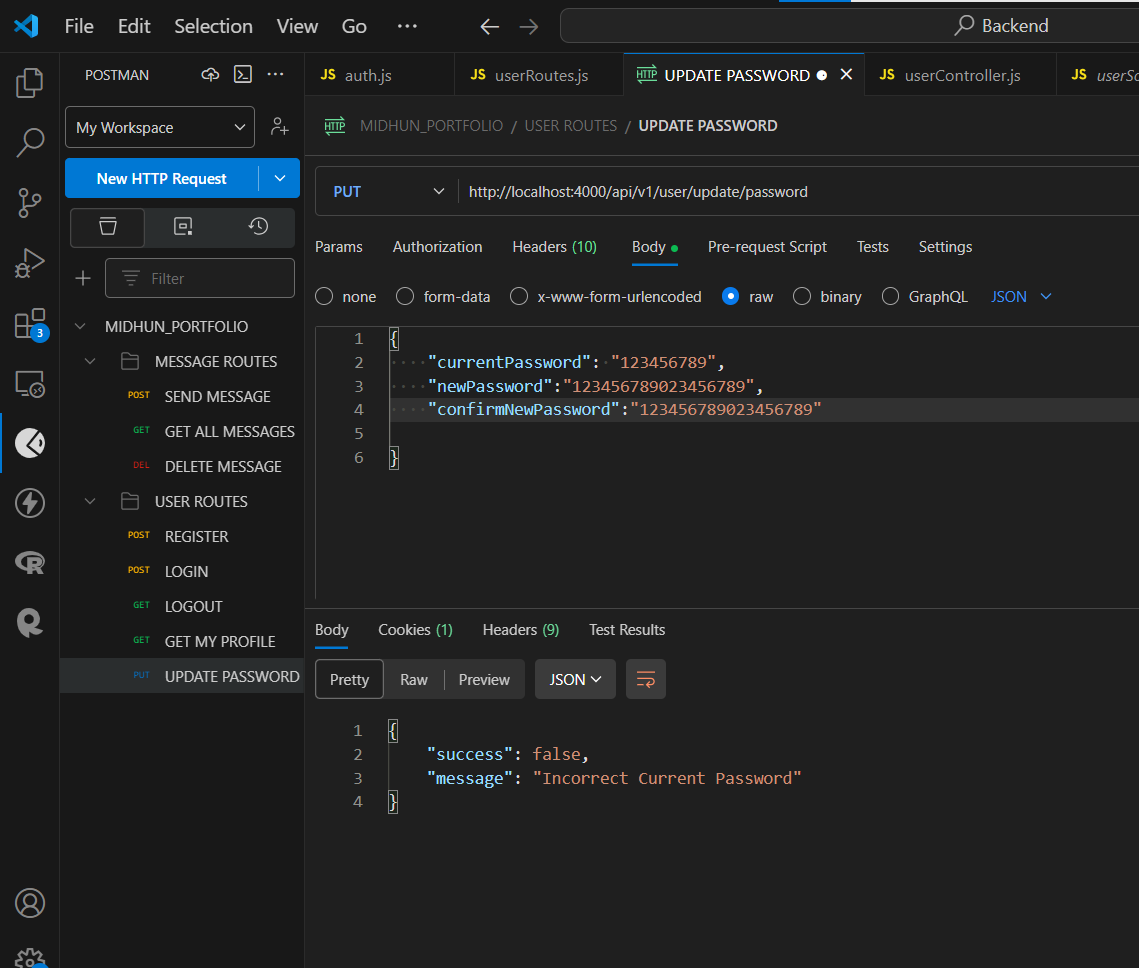 File Edit Selection View Go ··· Backend
POSTMAN ···
JS auth.js JS userRoutes.js HTTP UPDATE PASSWORD JS userController.js JS userSc
My Workspace
HTTP MIDHUN_PORTFOLIO / USER ROUTES / UPDATE PASSWORD
New HTTP Request
PUT http://localhost:4000/api/v1/user/update/password
Params Authorization Headers (10) Body Pre-request Script Tests Settings
Filter
none form-data x-www-form-urlencoded raw binary GraphQL JSON
3
MIDHUN_PORTFOLIO
MESSAGE ROUTES
POST SEND MESSAGE
GET GET ALL MESSAGES
DEL DELETE MESSAGE
USER ROUTES
POST REGISTER
POST LOGIN
GET LOGOUT
GET GET MY PROFILE
PUT UPDATE PASSWORD
1 {
2 "currentPassword": "123456789",
3 "newPassword":"123456789023456789",
4 "confirmNewPassword":"123456789023456789"
5
6 }
Body Cookies (1) Headers (9) Test Results
Pretty Raw Preview JSON
1 {
2 "success": false,
3 "message": "Incorrect Current Password"
4 }